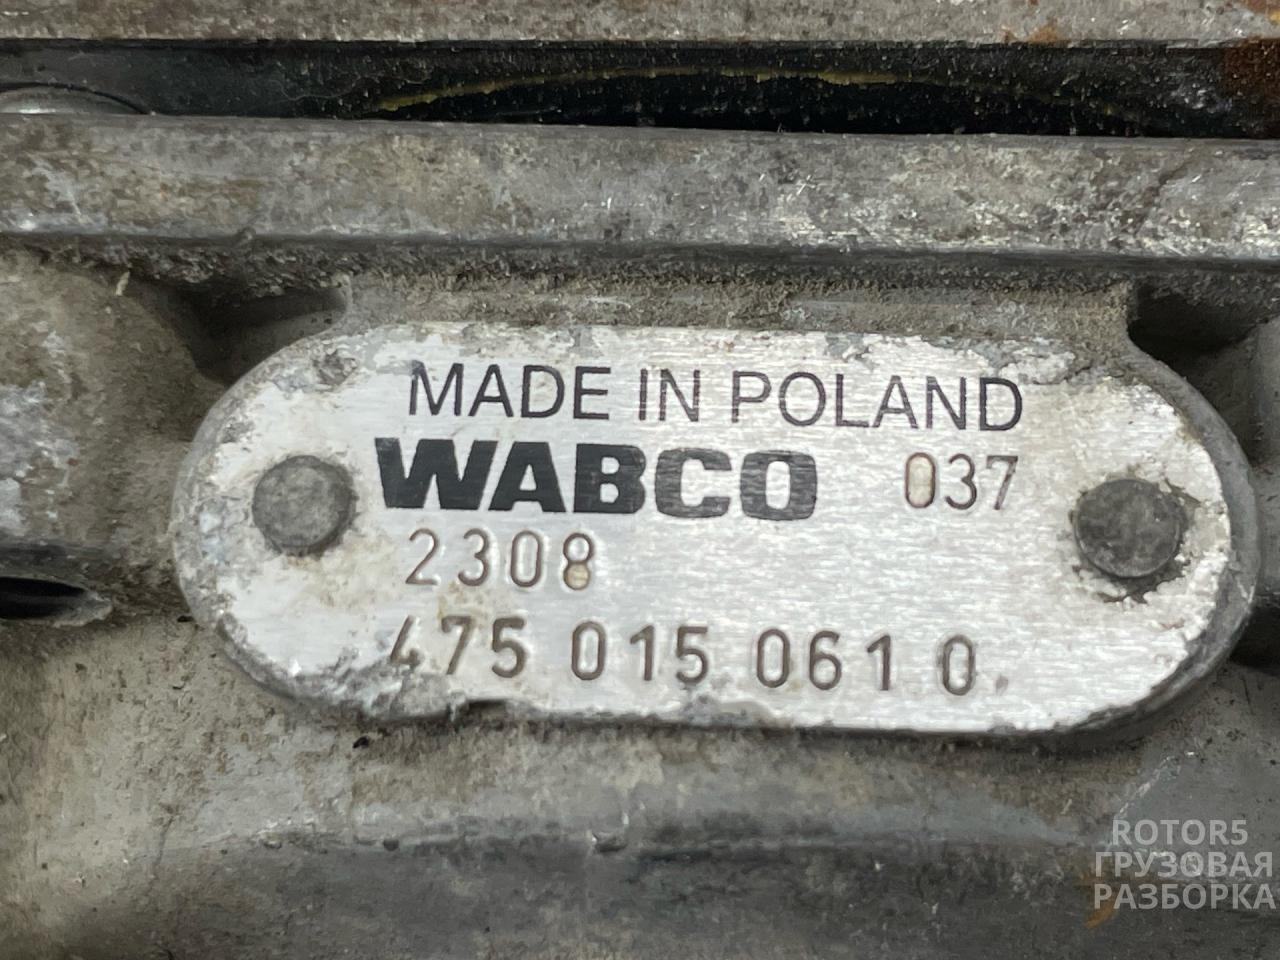 MADE IN POLAND
WABCO 037
2308
475 015 061 0
ROTOR5
ГРУЗОВАЯ
РАЗБОРКА